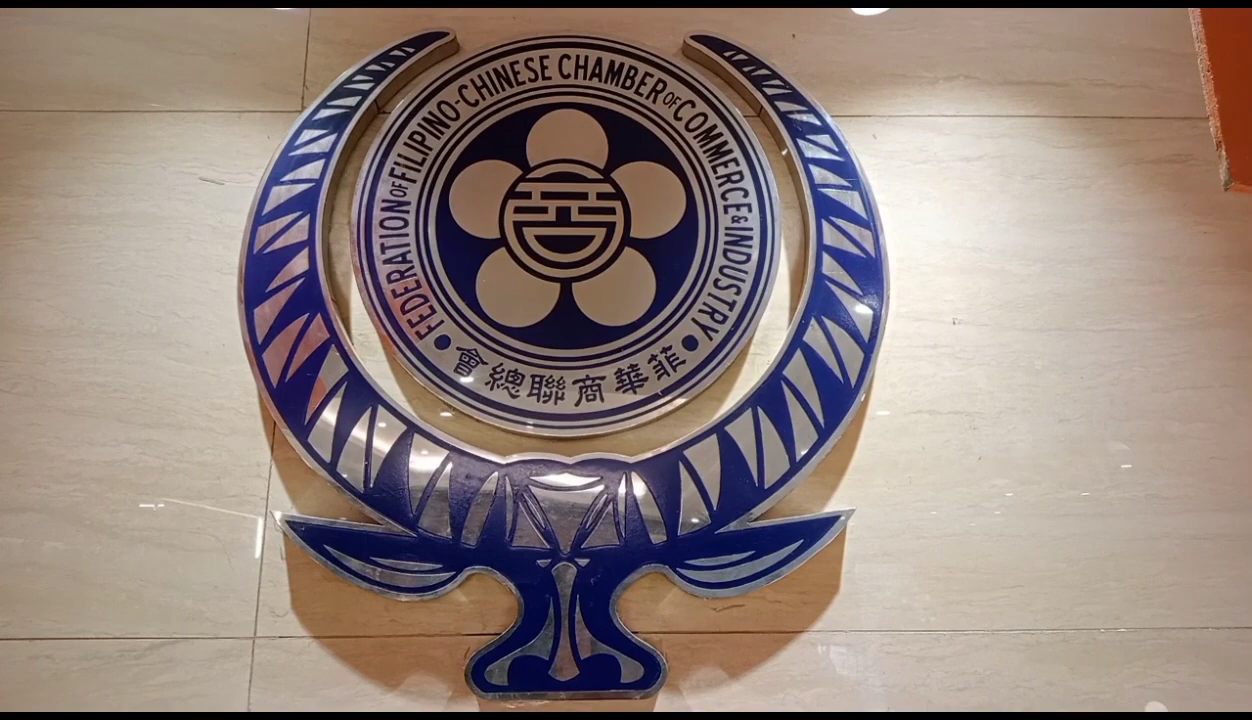 FEDERATION OF FILIPINO-CHINESE CHAMBER OF COMMERCE & INDUSTRY
菲華商聯總會